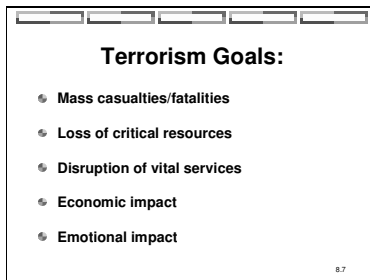 Terrorism Goals:
Mass casualties/fatalities
Loss of critical resources
Disruption of vital services
Economic impact
Emotional impact
8.7